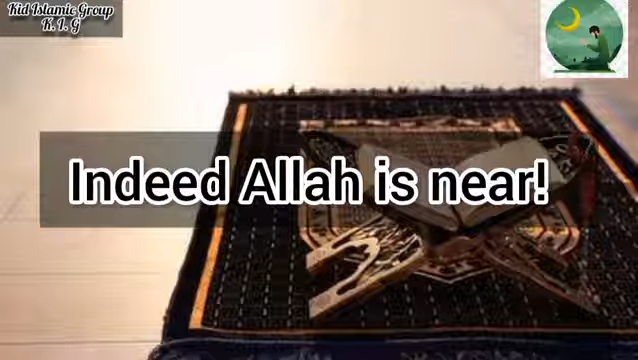 Kid Islamic Group
K. I. G
Indeed Allah is near!